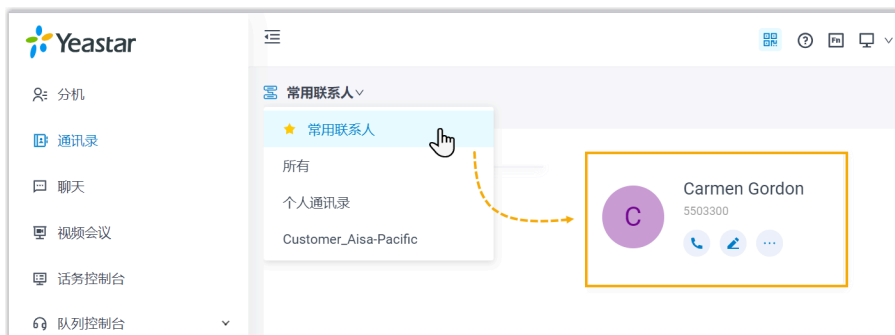 Yeastar
分机
通讯录
聊天
视频会议
话务控制台
队列控制台
Fn
常用联系人
常用联系人
所有
个人通讯录
Customer_Aisa-Pacific
C
Carmen Gordon
5503300